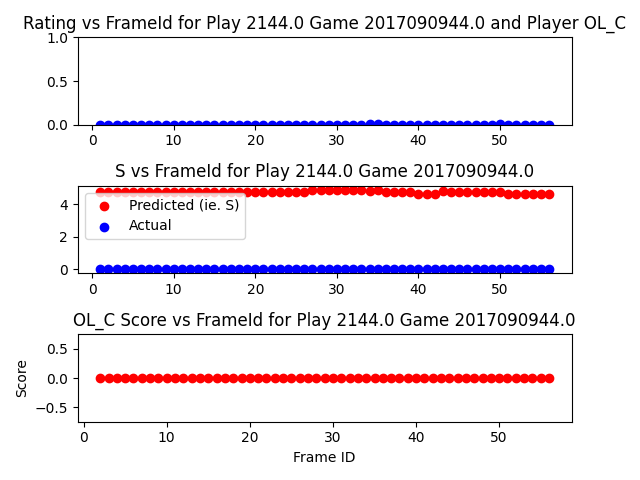 Rating vs FrameId for Play 2144.0 Game 2017090944.0 and Player OL_C
1.0
0.5
0.0
0 10 20 30 40 50
S vs FrameId for Play 2144.0 Game 2017090944.0
4
2
0
Predicted (ie. S)
Actual
0 10 20 30 40 50
OL_C Score vs FrameId for Play 2144.0 Game 2017090944.0
Score
0.5
0.0
−0.5
0 10 20 30 40 50
Frame ID